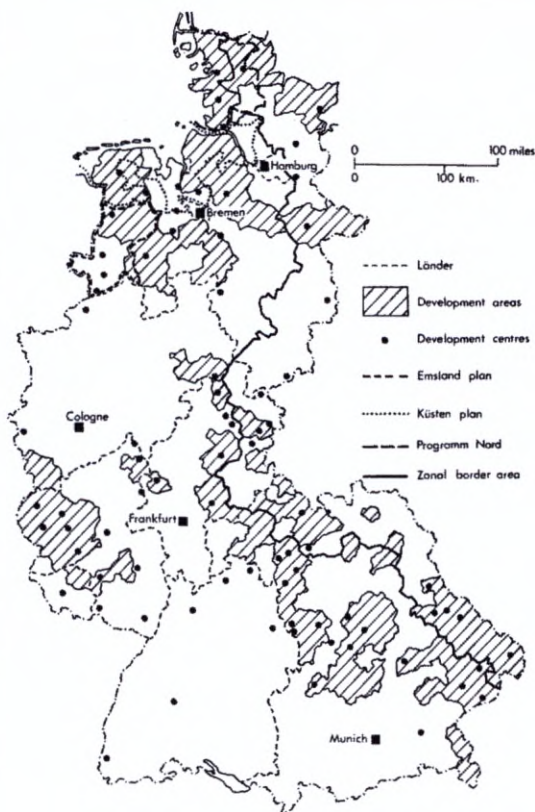 0 100 miles
0 100 km.
Hamburg
Bremen
Länder
Development areas
Development centres
Emsland plan
Cologne
Küsten plan
Programm Nord
Zonal border area
Frankfurt
Munich